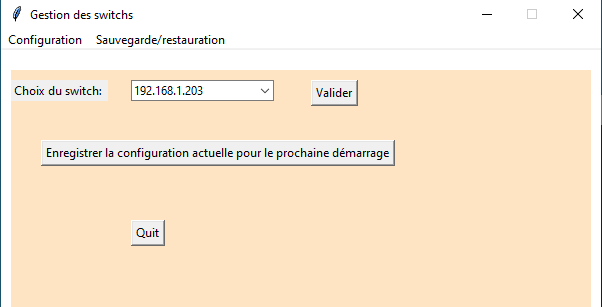 Gestion des switchs
Configuration Sauvegarde/restauration
Choix du switch: 192.168.1.203 Valider
Enregistrer la configuration actuelle pour le prochaine démarrage
Quit